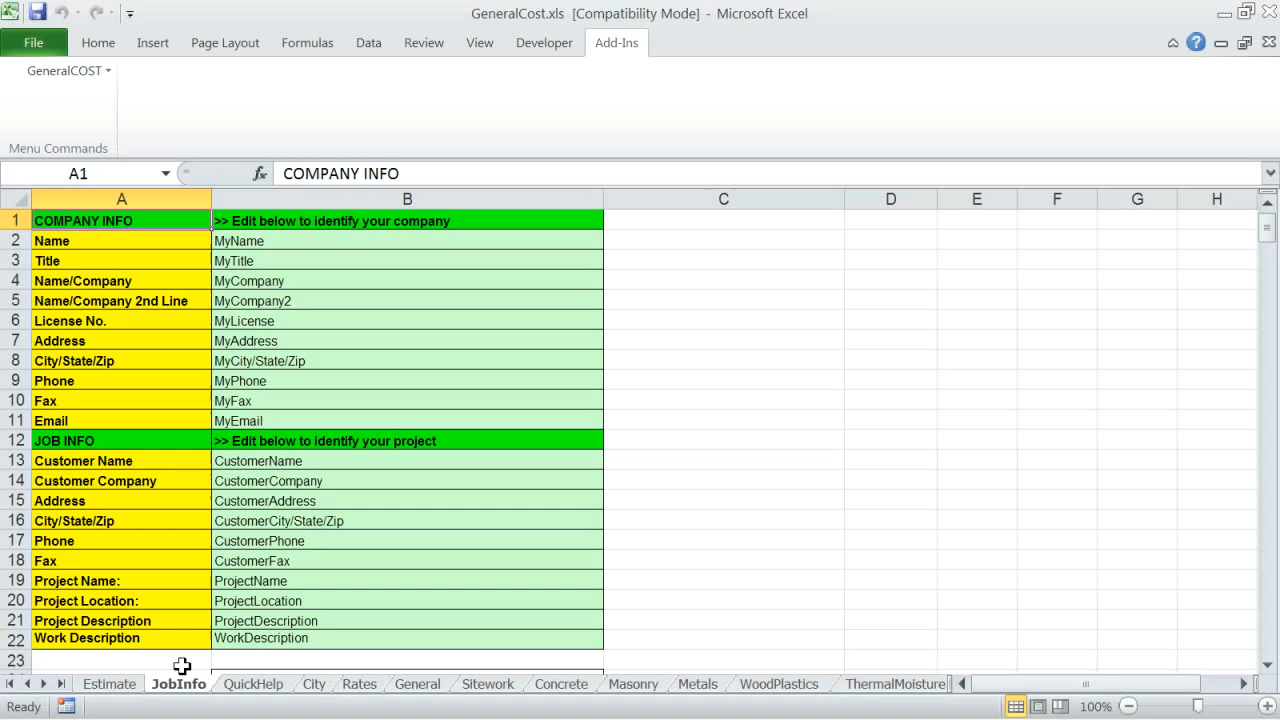 GeneralCost.xls [Compatibility Mode] - Microsoft Excel
File Home Insert Page Layout Formulas Data Review View Developer Add-Ins
GeneralCOST
Menu Commands
A1 fx COMPANY INFO
A B C D E F G H
1 COMPANY INFO >> Edit below to identify your company
2 Name MyName
3 Title MyTitle
4 Name/Company MyCompany
5 Name/Company 2nd Line MyCompany2
6 License No. MyLicense
7 Address MyAddress
8 City/State/Zip MyCity/State/Zip
9 Phone MyPhone
10 Fax MyFax
11 Email MyEmail
12 JOB INFO >> Edit below to identify your project
13 Customer Name CustomerName
14 Customer Company CustomerCompany
15 Address CustomerAddress
16 City/State/Zip CustomerCity/State/Zip
17 Phone CustomerPhone
18 Fax CustomerFax
19 Project Name: ProjectName
20 Project Location: ProjectLocation
21 Project Description ProjectDescription
22 Work Description WorkDescription
23
Estimate JobInfo QuickHelp City Rates General Sitework Concrete Masonry Metals WoodPlastics ThermalMoisture
Ready 100%